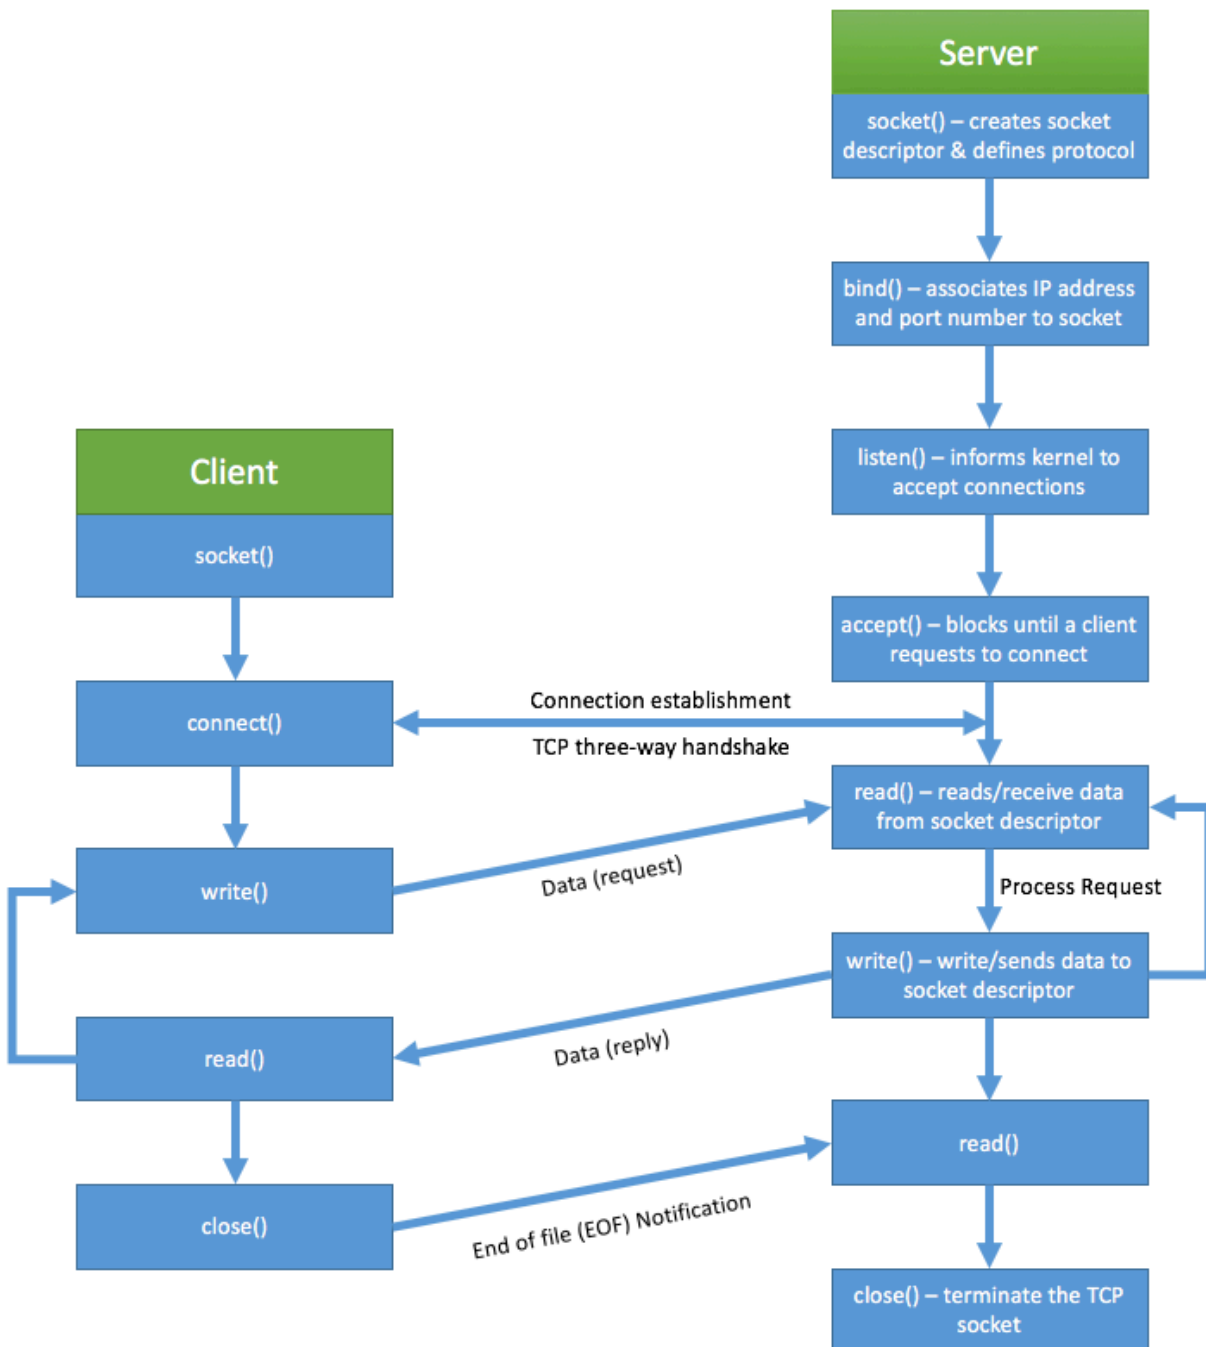 Server
socket() – creates socket
descriptor & defines protocol
bind() – associates IP address
and port number to socket
listen() – informs kernel to
accept connections
Client
socket()
accept() – blocks until a client
requests to connect
connect()
Connection establishment
TCP three-way handshake
read() – reads/receive data
from socket descriptor
write()
Data (request)
Process Request
write() – write/sends data to
socket descriptor
read()
Data (reply)
read()
close()
End of file (EOF) Notification
close() – terminate the TCP
socket